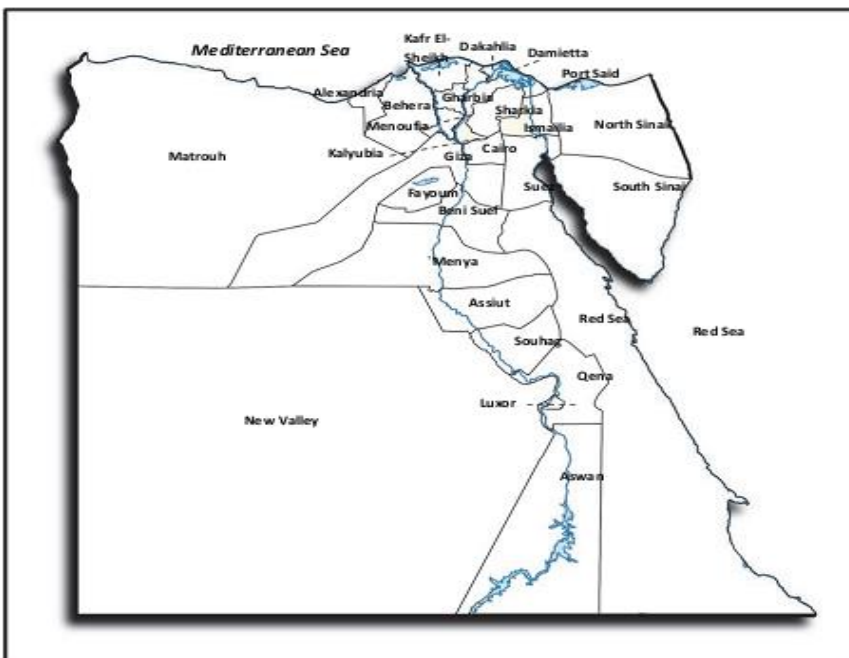 Mediterranean Sea
Kafr El-
Sheikh
Dakahlia
Damietta
Port Said
Alexandria
Behera
Gharbia
Sharkia
Menoufia
Ismailia
North Sinai
Kalyubia
Giza
Cairo
Matrouh
Fayoum
Suez
South Sinai
Beni Suef
Menya
Assiut
Red Sea
Red Sea
Souhag
Qena
Luxor
New Valley
Aswan